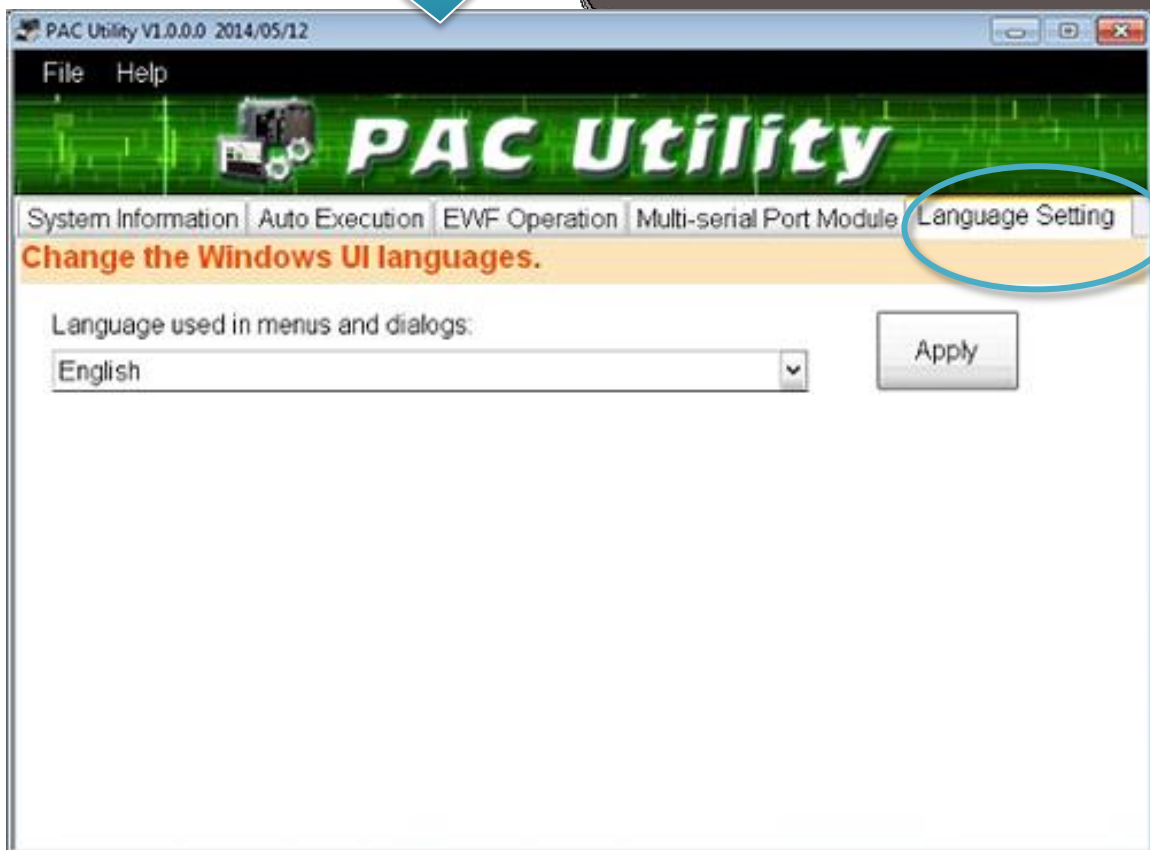 PAC Utility V1.0.0.0 2014/05/12
File Help
PAC Utility
System Information Auto Execution EWF Operation Multi-serial Port Module Language Setting
Change the Windows UI languages.
Language used in menus and dialogs:
English
Apply